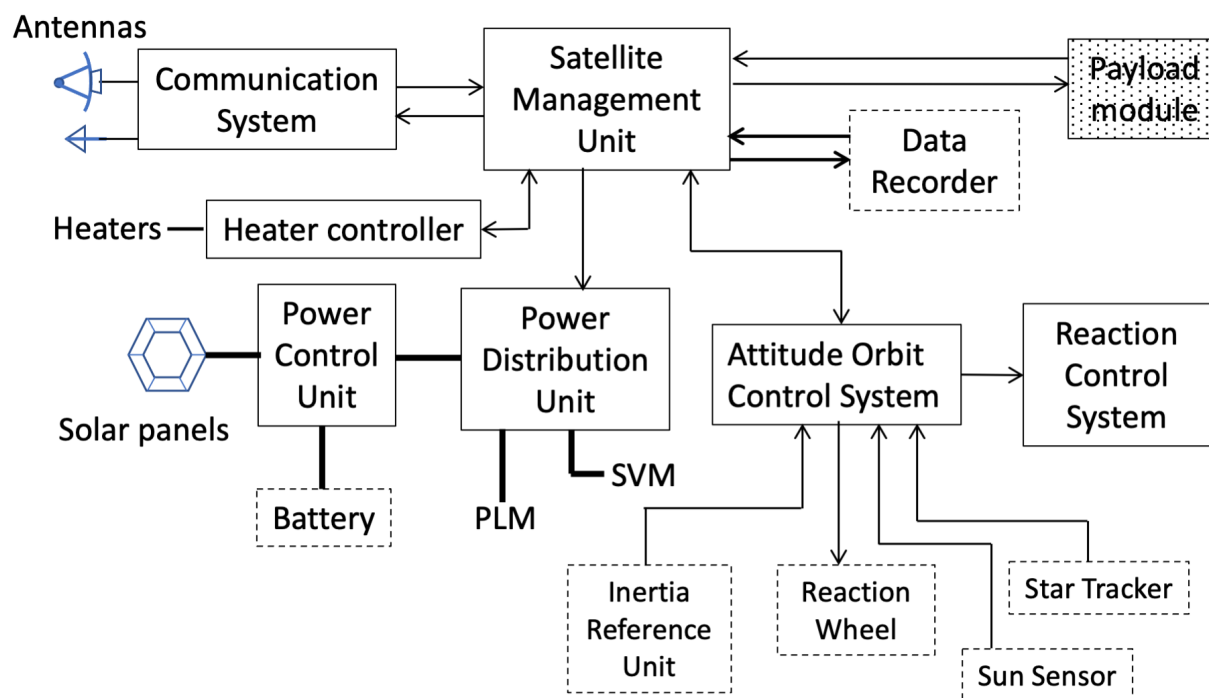 Antennas
Communication
System
Satellite
Management
Unit
Payload
module
Data
Recorder
Heaters
Heater controller
Power
Control
Unit
Power
Distribution
Unit
Attitude Orbit
Control System
Reaction
Control
System
Solar panels
SVM
Battery
PLM
Inertia
Reference
Unit
Reaction
Wheel
Star Tracker
Sun Sensor